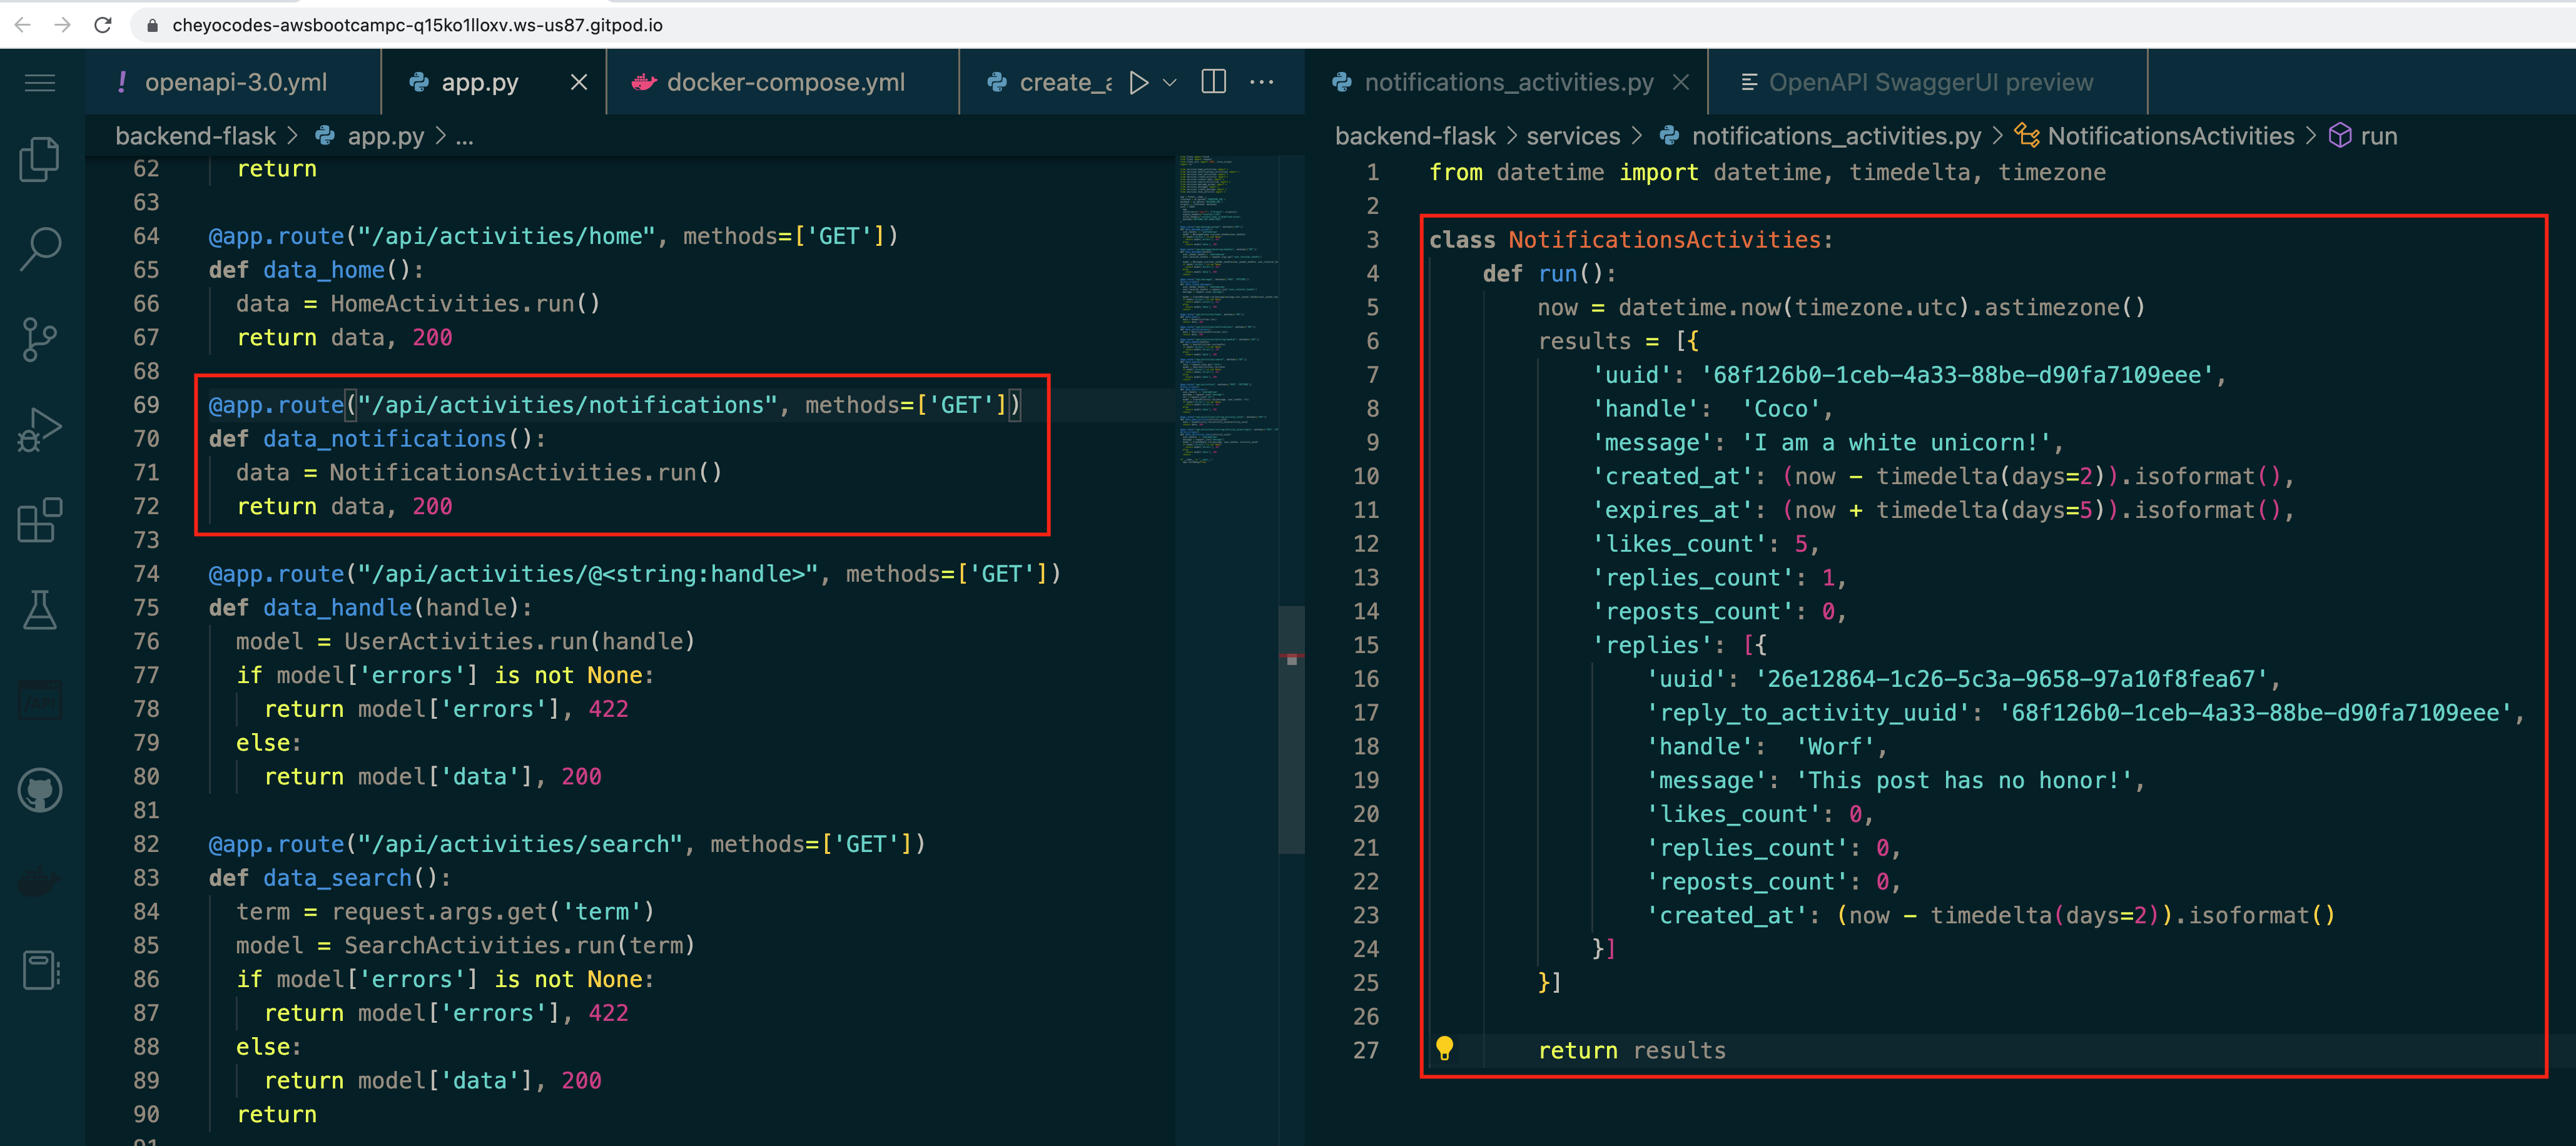 cheyocodes-awsbootcampc-q15ko1lloxv.ws-us87.gitpod.io
! openapi-3.0.yml
app.py
docker-compose.yml
create_a
backend-flask > app.py > ...
62 return
63
64 @app.route("/api/activities/home", methods=['GET'])
65 def data_home():
66 data = HomeActivities.run()
67 return data, 200
68
69 @app.route("/api/activities/notifications", methods=['GET'])
70 def data_notifications():
71 data = NotificationsActivities.run()
72 return data, 200
73
74 @app.route("/api/activities/@<string:handle>", methods=['GET'])
75 def data_handle(handle):
76 model = UserActivities.run(handle)
77 if model['errors'] is not None:
78 return model['errors'], 422
79 else:
80 return model['data'], 200
81
82 @app.route("/api/activities/search", methods=['GET'])
83 def data_search():
84 term = request.args.get('term')
85 model = SearchActivities.run(term)
86 if model['errors'] is not None:
87 return model['errors'], 422
88 else:
89 return model['data'], 200
90 return
/API
notifications_activities.py
OpenAPI SwaggerUI preview
backend-flask > services > notifications_activities.py > NotificationsActivities > run
1 from datetime import datetime, timedelta, timezone
2
3 class NotificationsActivities:
4 def run():
5 now = datetime.now(timezone.utc).astimezone()
6 results = [{
7 'uuid': '68f126b0-1ceb-4a33-88be-d90fa7109eee',
8 'handle':  'Coco',
9 'message': 'I am a white unicorn!',
10 'created_at': (now - timedelta(days=2)).isoformat(),
11 'expires_at': (now + timedelta(days=5)).isoformat(),
12 'likes_count': 5,
13 'replies_count': 1,
14 'reposts_count': 0,
15 'replies': [{
16 'uuid': '26e12864-1c26-5c3a-9658-97a10f8fea67',
17 'reply_to_activity_uuid': '68f126b0-1ceb-4a33-88be-d90fa7109eee',
18 'handle':  'Worf',
19 'message': 'This post has no honor!',
20 'likes_count': 0,
21 'replies_count': 0,
22 'reposts_count': 0,
23 'created_at': (now - timedelta(days=2)).isoformat()
24 }]
25 }]
26
27 return results